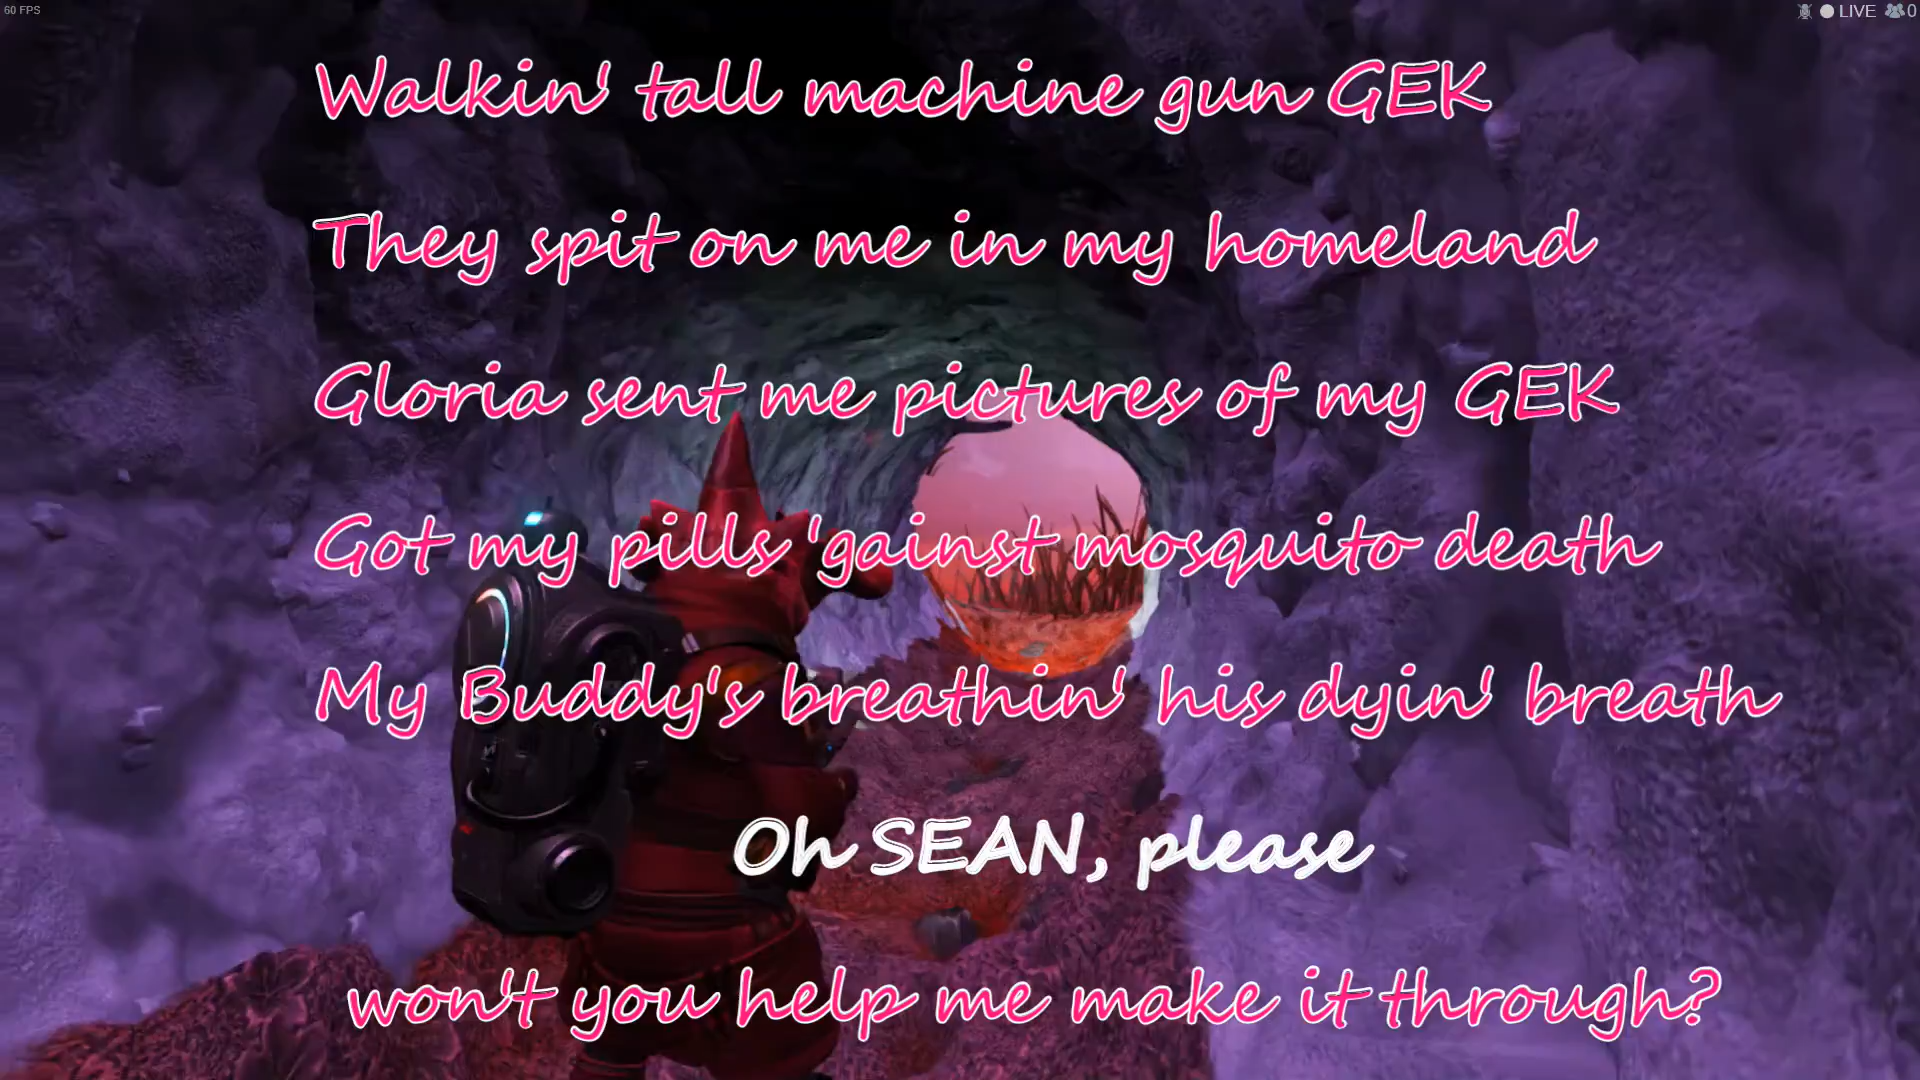 60 FPS
LIVE 0
Walkin' tall machine gun GEK
They spit on me in my homeland
Gloria sent me pictures of my GEK
Got my pills 'gainst mosquito death
My Buddy's breathin' his dyin' breath
Oh SEAN, please
won't you help me make it through?